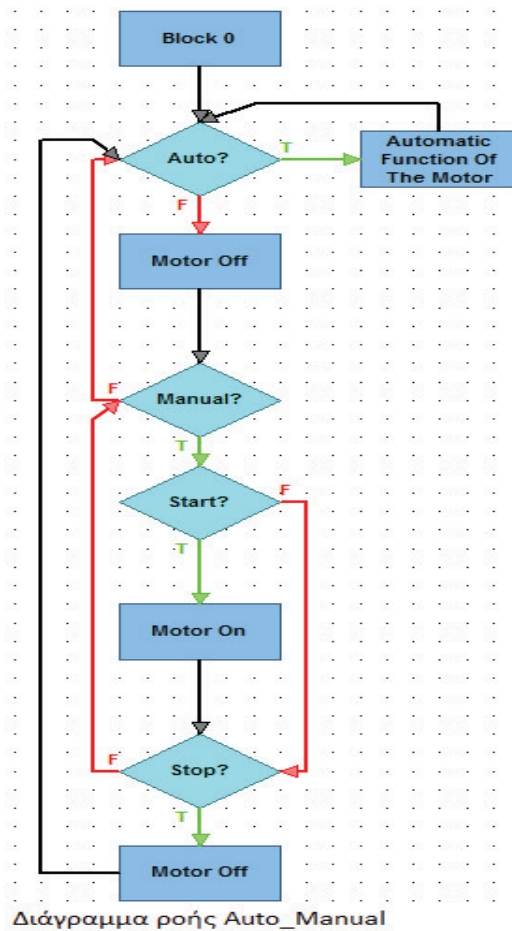 Block 0
Auto?
T
Automatic
Function Of
The Motor
F
Motor Off
F
Manual?
T
Start?
F
T
Motor On
F
Stop?
T
Motor Off
Διάγραμμα ροής Auto_Manual